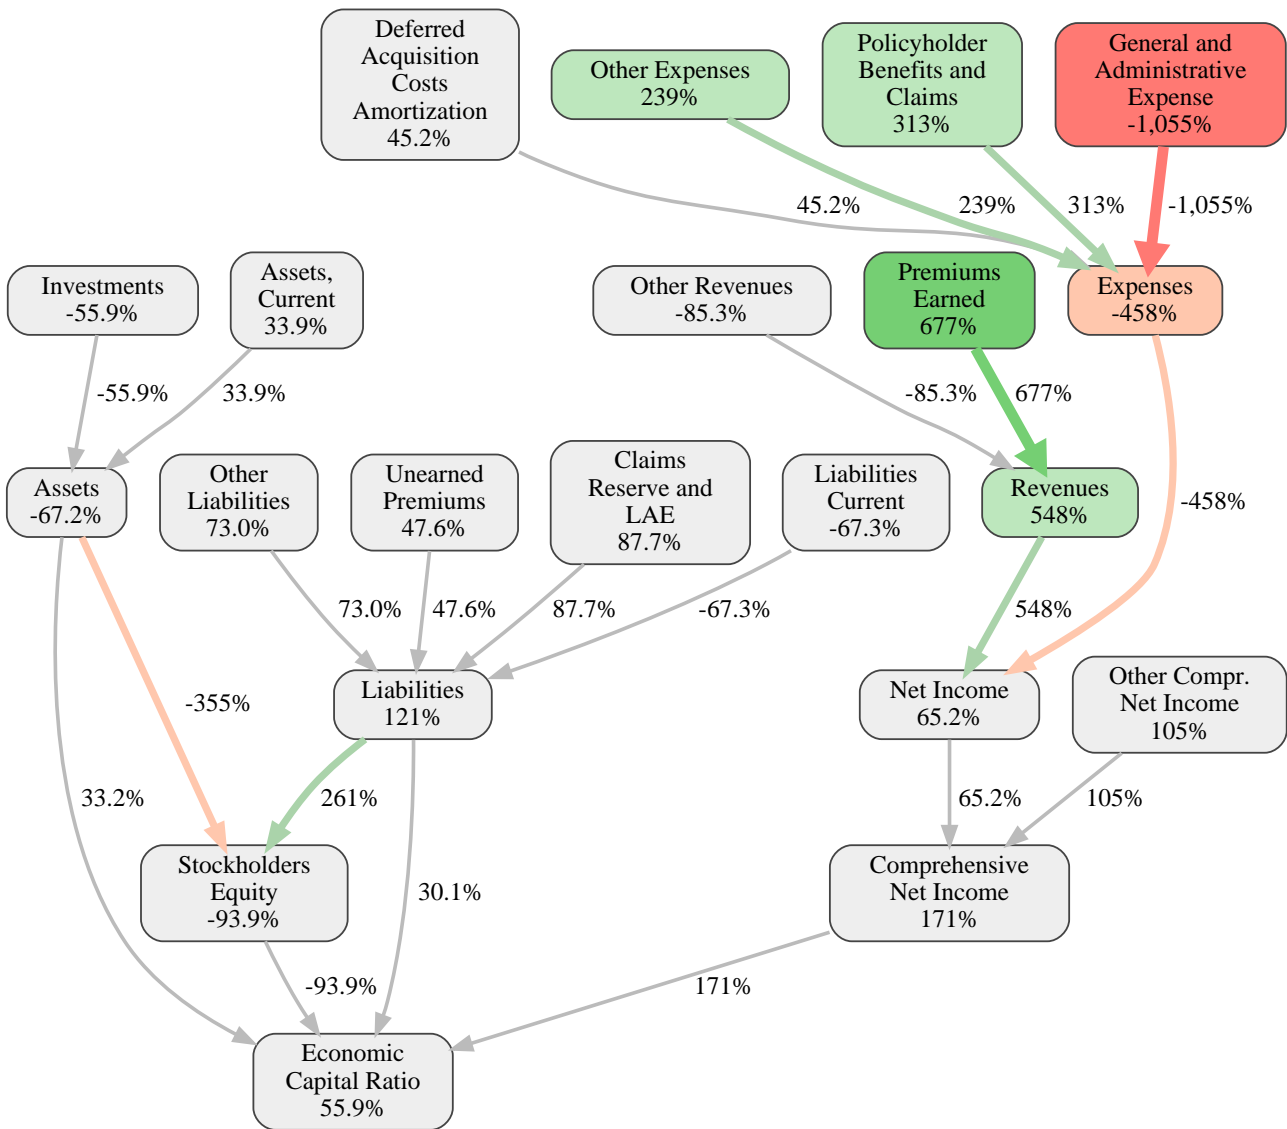 Deferred
Acquisition
Costs
Amortization
45.2%
Other Expenses
239%
Policyholder
Benefits and
Claims
313%
General and
Administrative
Expense
-1,055%
45.2%
239%
313%
-1,055%
Investments
-55.9%
Assets,
Current
33.9%
Other Revenues
-85.3%
Premiums
Earned
677%
Expenses
-458%
-55.9%
33.9%
-85.3%
677%
Assets
-67.2%
Other
Liabilities
73.0%
Unearned
Premiums
47.6%
Claims
Reserve and
LAE
87.7%
Liabilities
Current
-67.3%
Revenues
548%
-458%
73.0%
47.6%
87.7%
-67.3%
548%
Liabilities
121%
Net Income
65.2%
Other Compr.
Net Income
105%
-355%
33.2%
261%
65.2%
105%
Stockholders
Equity
-93.9%
30.1%
Comprehensive
Net Income
171%
-93.9%
171%
Economic
Capital Ratio
55.9%